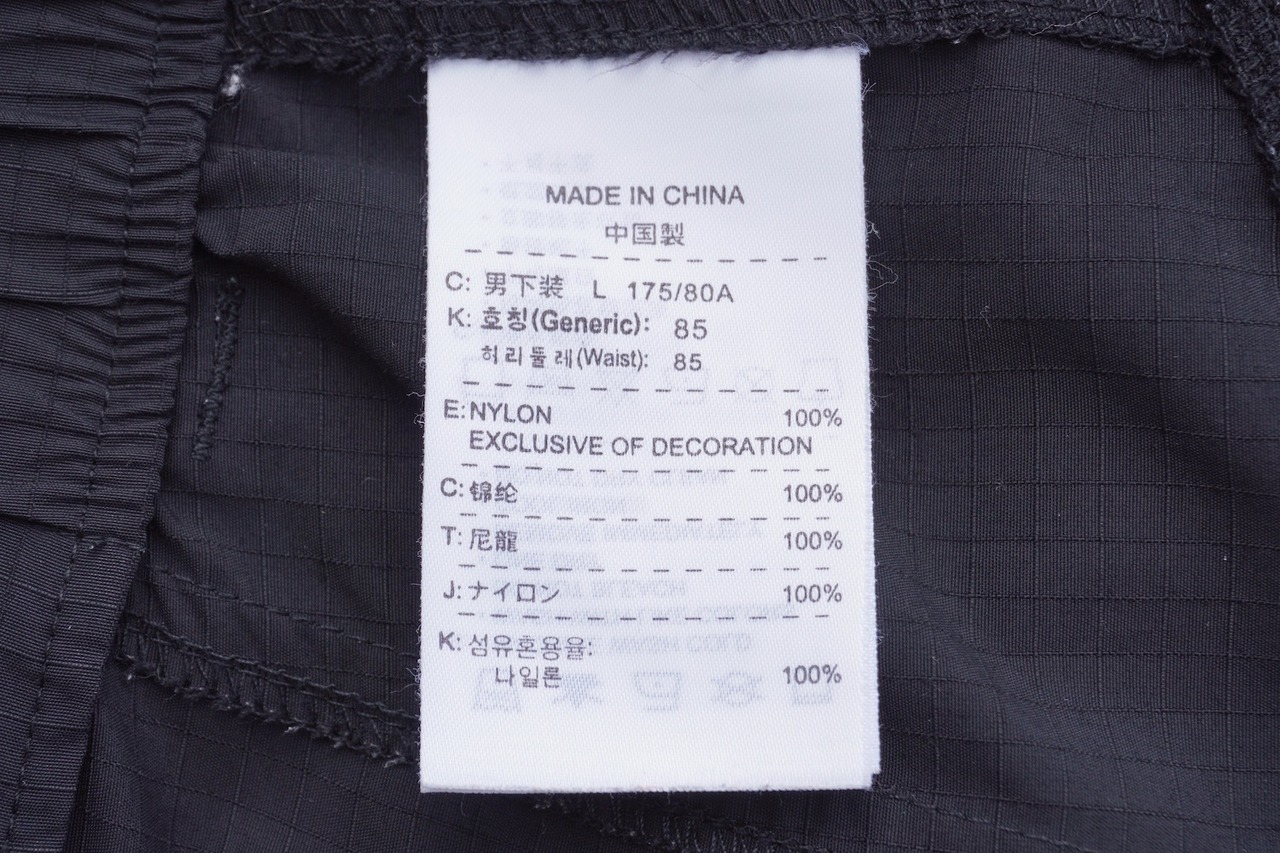 MADE IN CHINA
中国製
C: 男下装 L 175/80A
K: 호칭(Generic): 85
허리둘레(Waist): 85
E: NYLON 100%
EXCLUSIVE OF DECORATION
C: 锦纶 100%
T: 尼龍 100%
J: ナイロン 100%
K: 섬유혼용율:
나일론 100%